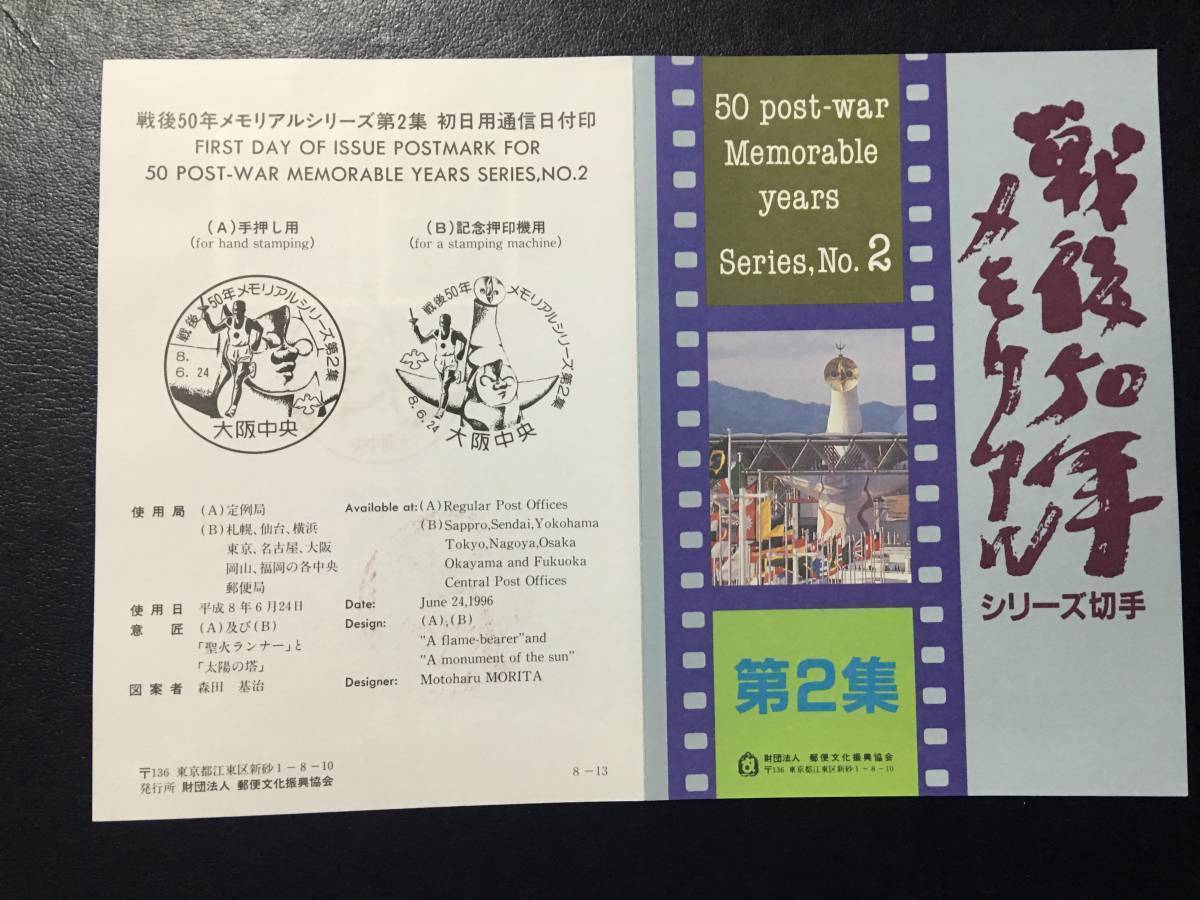 戦後50年メモリアルシリーズ第2集 初日用通信日付印
FIRST DAY OF ISSUE POSTMARK FOR
50 POST-WAR MEMORABLE YEARS SERIES,NO.2
(A)手押し用
(for hand stamping)
(B)記念押印機用
(for a stamping machine)
戦後50年メモリアルシリーズ第2集
8.
6. 24
大阪中央
戦後50年 メモリアルシリーズ第2集
8.6.24
大阪中央
使用局 (A)定例局
(B)札幌、仙台、横浜
東京、名古屋、大阪
岡山、福岡の各中央
郵便局
使用日 平成8年6月24日
意匠 (A)及び(B)
「聖火ランナー」と
「太陽の塔」
図案者 森田 基治
Available at:(A)Regular Post Offices
(B)Sappro,Sendai,Yokohama
Tokyo,Nagoya,Osaka
Okayama and Fukuoka
Central Post Offices
Date: June 24,1996
Design: (A),(B)
"A flame-bearer"and
"A monument of the sun"
Designer: Motoharu MORITA
〒136 東京都江東区新砂1-8-10
発行所 財団法人 郵便文化振興協会
8-13
50 post-war
Memorable
years
Series,No.2
第2集
財団法人 郵便文化振興協会
〒136 東京都江東区新砂1-8-10
戦後50年
メモリアル
シリーズ切手